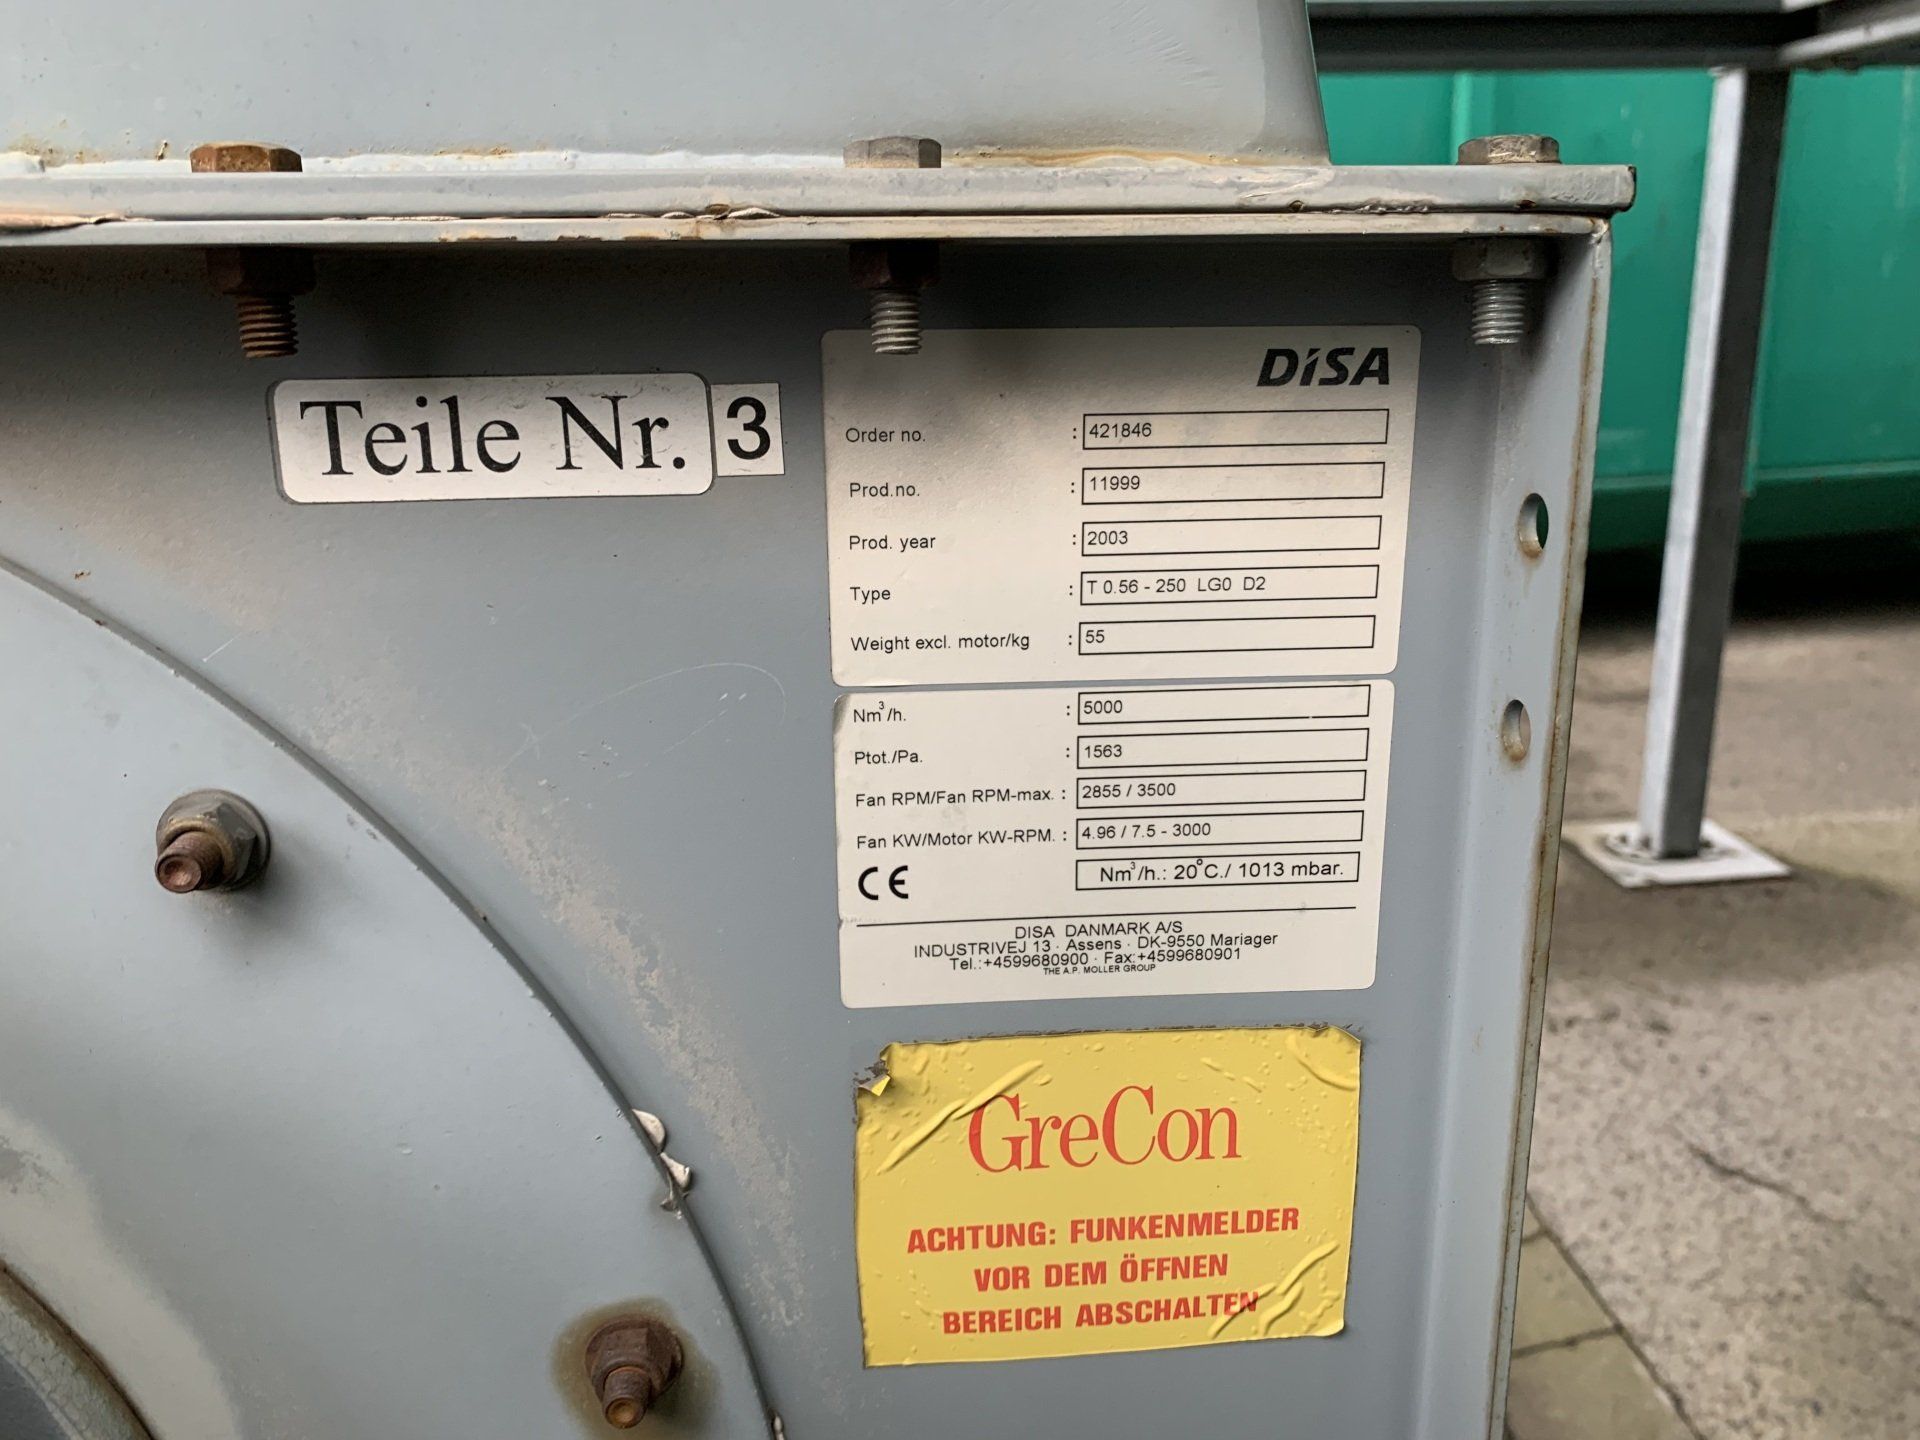 Teile Nr. 3
DISA
Order no. : 421846
Prod.no. : 11999
Prod. year : 2003
Type : T 0.56 - 250 LG0 D2
Weight excl. motor/kg : 55
Nm³/h. : 5000
Ptot./Pa. : 1563
Fan RPM/Fan RPM-max. : 2855 / 3500
Fan KW/Motor KW-RPM. : 4.96 / 7.5 - 3000
CE Nm³/h.: 20°C./ 1013 mbar.
DISA DANMARK A/S
INDUSTRIVEJ 13 · Assens · DK-9550 Mariager
Tel.:+4599680900 · Fax:+4599680901
THE A.P. MOLLER GROUP
GreCon
ACHTUNG: FUNKENMELDER
VOR DEM ÖFFNEN
BEREICH ABSCHALTEN